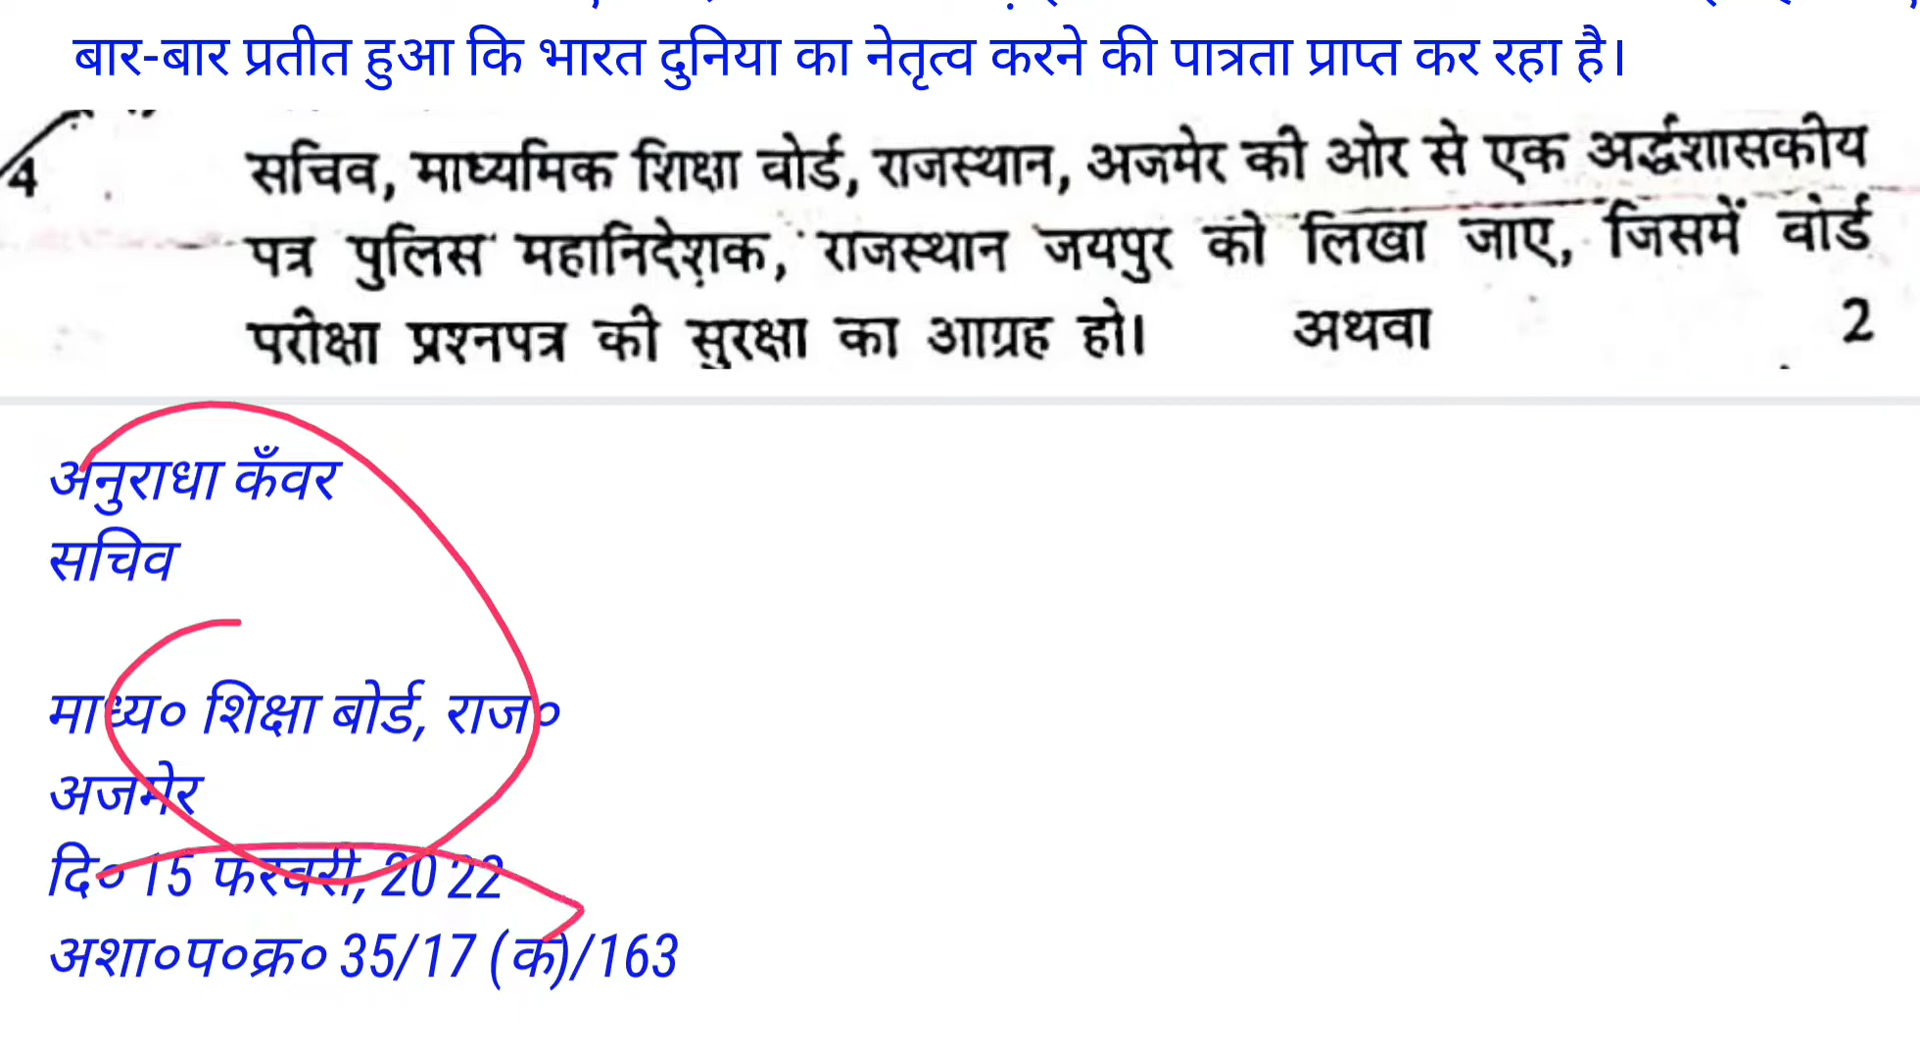 बार-बार प्रतीत हुआ कि भारत दुनिया का नेतृत्व करने की पात्रता प्राप्त कर रहा है।
4 सचिव, माध्यमिक शिक्षा वोर्ड, राजस्थान, अजमेर की ओर से एक अर्द्धशासकीय
पत्र पुलिस महानिदेशक, राजस्थान जयपुर को लिखा जाए, जिसमें वोर्ड
परीक्षा प्रश्नपत्र की सुरक्षा का आग्रह हो। अथवा 2
अनुराधा कँवर
सचिव
माध्य० शिक्षा बोर्ड, राज०
अजमेर
दि० 15 फरवरी, 2022
अशा०प०क्र० 35/17 (क)/163